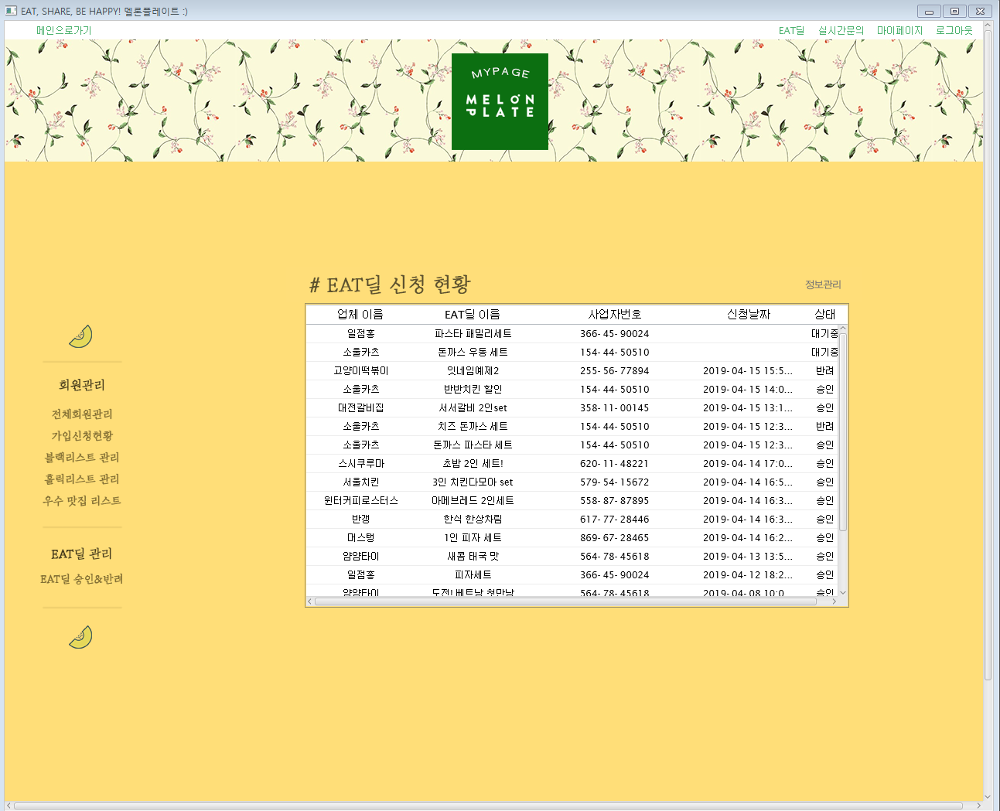 EAT, SHARE, BE HAPPY! 멜론플레이트 :)
메인으로가기 EAT딜 실시간문의 마이페이지 로그아웃
MYPAGE
MELON
PLATE
# EAT딜 신청 현황 정보관리
업체 이름 EAT딜 이름 사업자번호 신청날짜 상태
일점홍 파스타 패밀리세트 366-45-90024 대기중
소울카츠 돈까스 우동 세트 154-44-50510 대기중
고양이떡볶이 잇네임예제2 255-56-77894 2019-04-15 15:5... 반려
소울카츠 반반치킨 할인 154-44-50510 2019-04-15 14:0... 승인
대전갈비집 서서갈비 2인set 358-11-00145 2019-04-15 13:1... 승인
소울카츠 치즈 돈까스 세트 154-44-50510 2019-04-15 12:3... 반려
소울카츠 돈까스 파스타 세트 154-44-50510 2019-04-15 12:3... 승인
스시쿠루마 초밥 2인 세트! 620-11-48221 2019-04-14 17:0... 승인
서울치킨 3인 치킨다모아 set 579-54-15672 2019-04-14 16:5... 승인
윈터커피로스터스 아메브레드 2인세트 558-87-87895 2019-04-14 16:3... 승인
반갱 한식 한상차림 617-77-28446 2019-04-14 16:3... 승인
머스탱 1인 피자 세트 869-67-28465 2019-04-14 16:2... 승인
얌얌타이 새콤 태국 맛 564-78-45618 2019-04-13 13:5... 승인
일점홍 피자세트 366-45-90024 2019-04-12 18:2... 승인
얌얌타이 도전! 베트남 첫만남 564-78-45618 2019-04-08 10:0... 승인
회원관리
전체회원관리
가입신청현황
블랙리스트 관리
홀릭리스트 관리
우수 맛집 리스트
EAT딜 관리
EAT딜 승인&반려